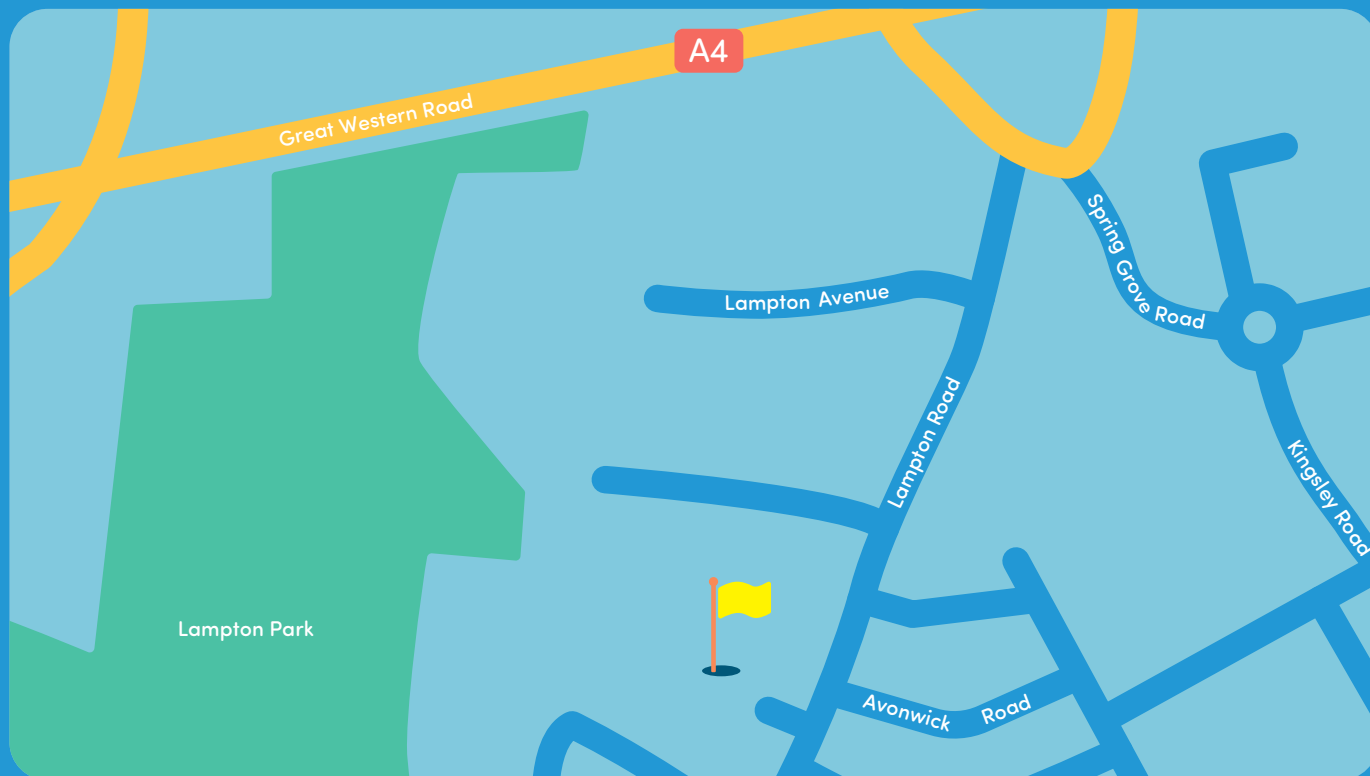 A4
Great Western Road
Spring Grove Road
Lampton Avenue
Lampton Road
Kingsley Road
Lampton Park
Avonwick Road